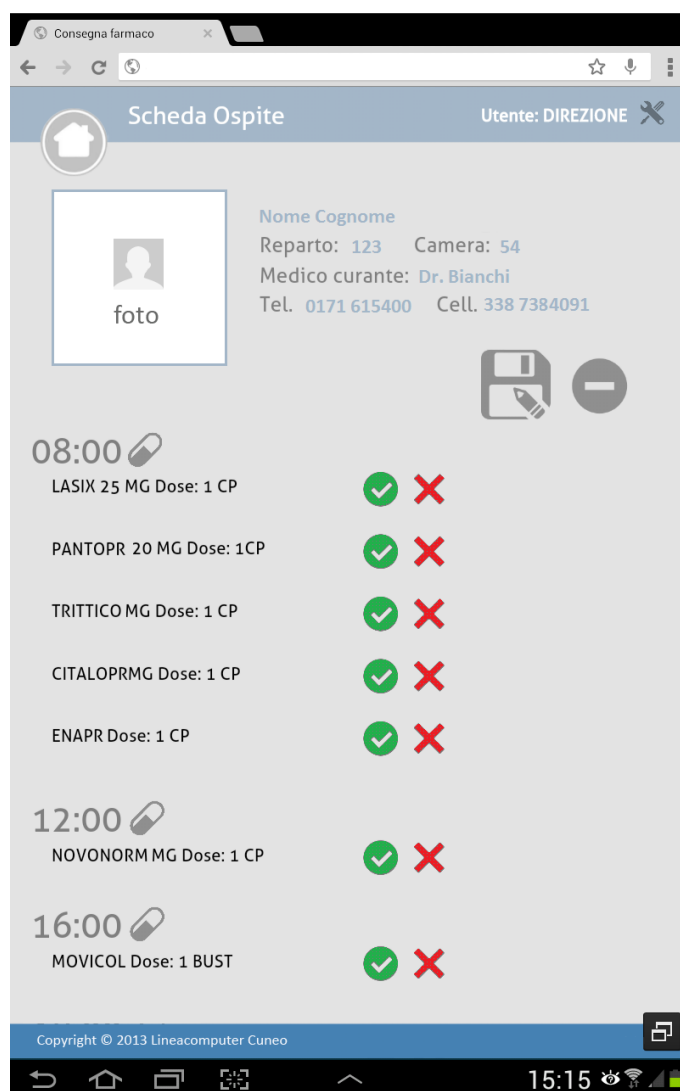 Consegna farmaco
Scheda Ospite
Utente: DIREZIONE
foto
Nome Cognome
Reparto: 123 Camera: 54
Medico curante: Dr. Bianchi
Tel. 0171 615400 Cell. 338 7384091
08:00
LASIX 25 MG Dose: 1 CP
PANTOPR 20 MG Dose: 1CP
TRITTICO MG Dose: 1 CP
CITALOPRMG Dose: 1 CP
ENAPR Dose: 1 CP
12:00
NOVONORM MG Dose: 1 CP
16:00
MOVICOL Dose: 1 BUST
Copyright © 2013 Lineacomputer Cuneo
15:15